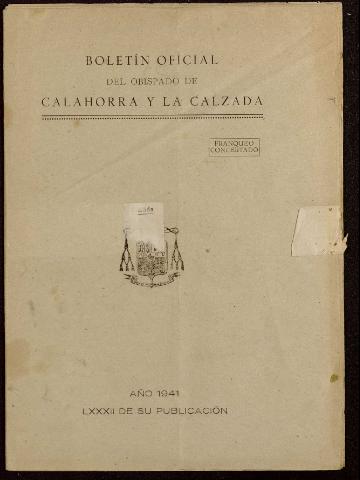 BOLETÍN OFICIAL
DEL OBISPADO DE
CALAHORRA Y LA CALZADA
FRANQUEO
CONCERTADO
AÑO 1941
LXXXII DE SU PUBLICACIÓN